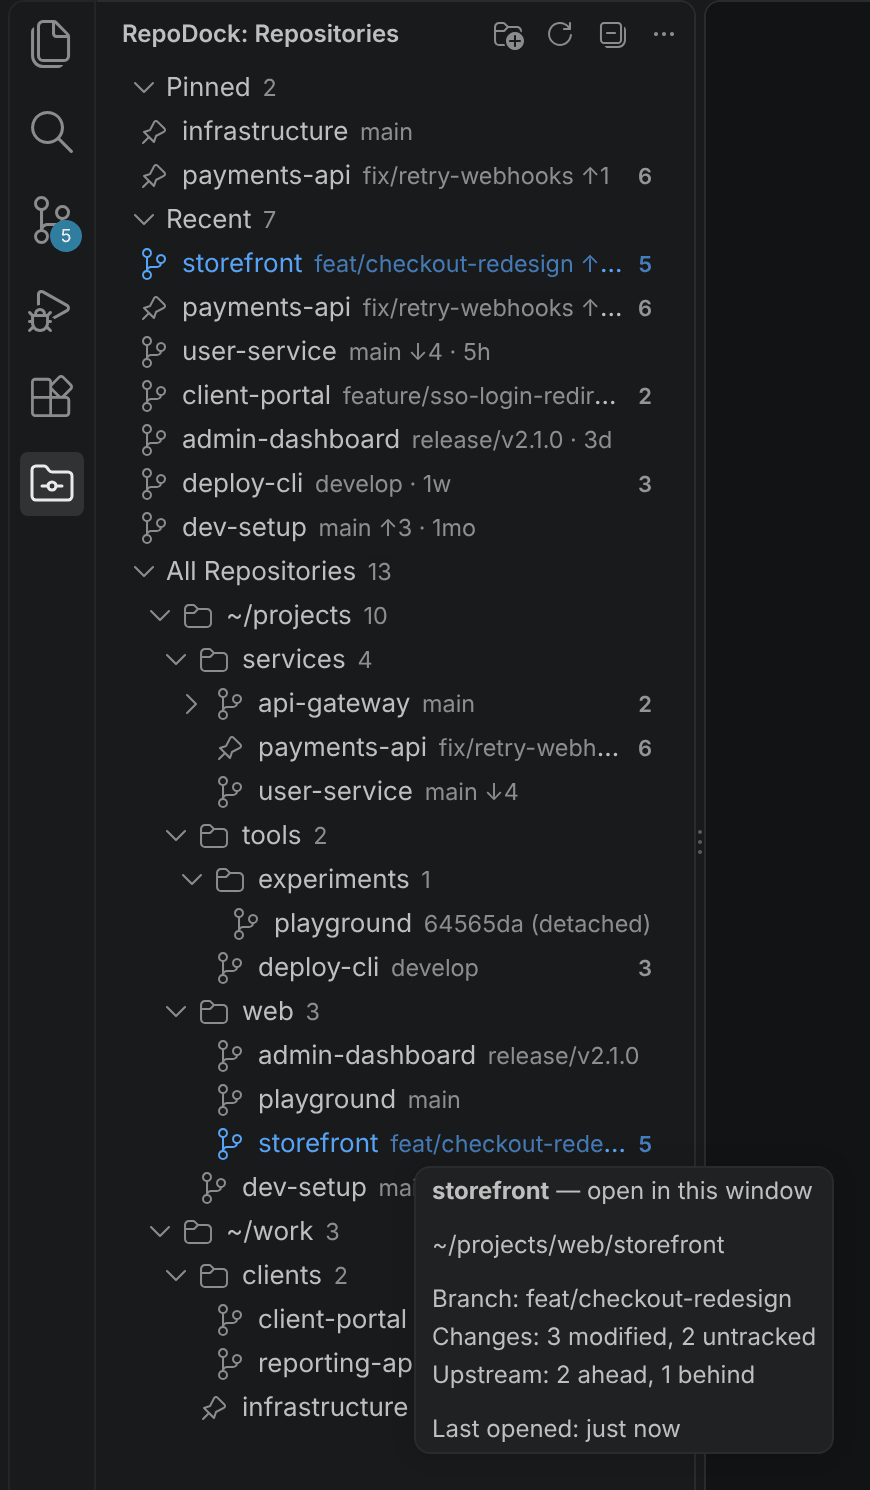 RepoDock: Repositories
Pinned 2
infrastructure main
payments-api fix/retry-webhooks ↑1 6
5
Recent 7
storefront feat/checkout-redesign ↑... 5
payments-api fix/retry-webhooks ↑... 6
user-service main ↓4 · 5h
client-portal feature/sso-login-redir... 2
admin-dashboard release/v2.1.0 · 3d
deploy-cli develop · 1w 3
dev-setup main ↑3 · 1mo
All Repositories 13
~/projects 10
services 4
api-gateway main 2
payments-api fix/retry-webh... 6
user-service main ↓4
tools 2
experiments 1
playground 64565da (detached)
deploy-cli develop 3
web 3
admin-dashboard release/v2.1.0
playground main
storefront feat/checkout-rede... 5
dev-setup
~/work 3
clients 2
client-portal
reporting-ap
infrastructure
storefront — open in this window
~/projects/web/storefront
Branch: feat/checkout-redesign
Changes: 3 modified, 2 untracked
Upstream: 2 ahead, 1 behind
Last opened: just now